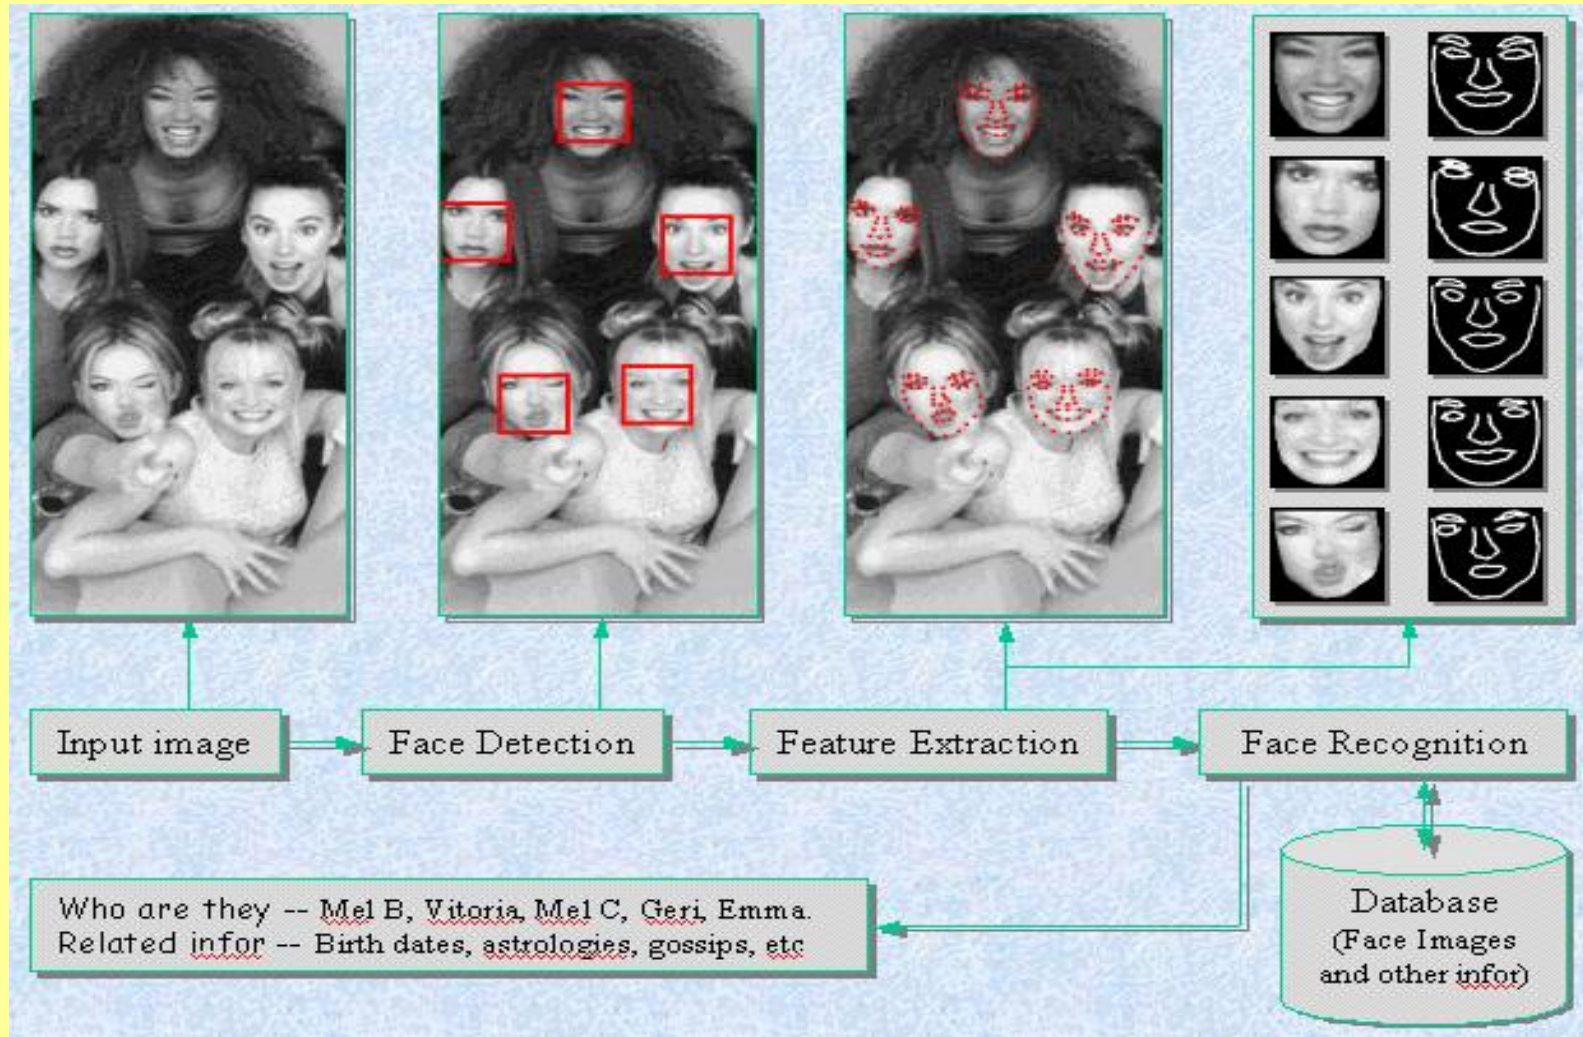 Input image
Face Detection
Feature Extraction
Face Recognition
Who are they -- Mel B, Vitoria, Mel C, Geri, Emma.
Related infor -- Birth dates, astrologies, gossips, etc
Database
(Face Images
and other infor)